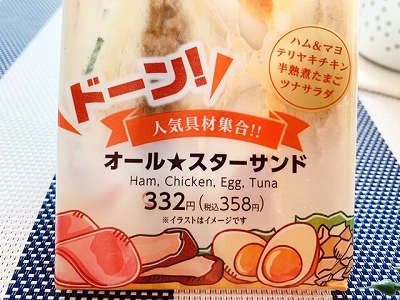 ドーン!
ハム&マヨ
テリヤキチキン
半熟煮たまご
ツナサラダ
人気具材集合!!
オール★スターサンド
Ham, Chicken, Egg, Tuna
332円(税込358円)
※イラストはイメージです